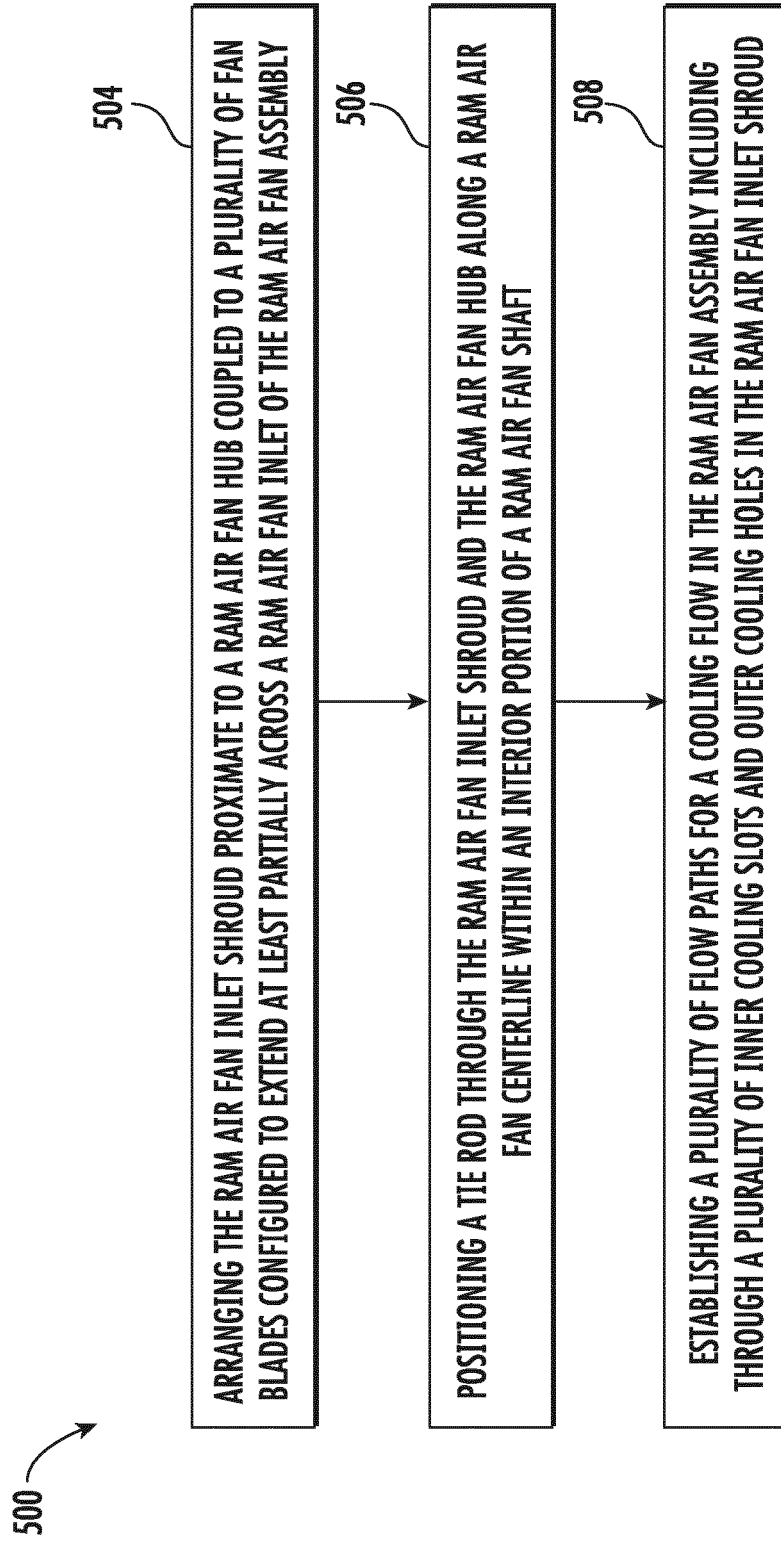 500
504
ARRANGING THE RAM AIR FAN INLET SHROUD PROXIMATE TO A RAM AIR FAN HUB COUPLED TO A PLURALITY OF FAN
BLADES CONFIGURED TO EXTEND AT LEAST PARTIALLY ACROSS A RAM AIR FAN INLET OF THE RAM AIR FAN ASSEMBLY
506
POSITIONING A TIE ROD THROUGH THE RAM AIR FAN INLET SHROUD AND THE RAM AIR FAN HUB ALONG A RAM AIR
FAN CENTERLINE WITHIN AN INTERIOR PORTION OF A RAM AIR FAN SHAFT
508
ESTABLISHING A PLURALITY OF FLOW PATHS FOR A COOLING FLOW IN THE RAM AIR FAN ASSEMBLY INCLUDING
THROUGH A PLURALITY OF INNER COOLING SLOTS AND OUTER COOLING HOLES IN THE RAM AIR FAN INLET SHROUD